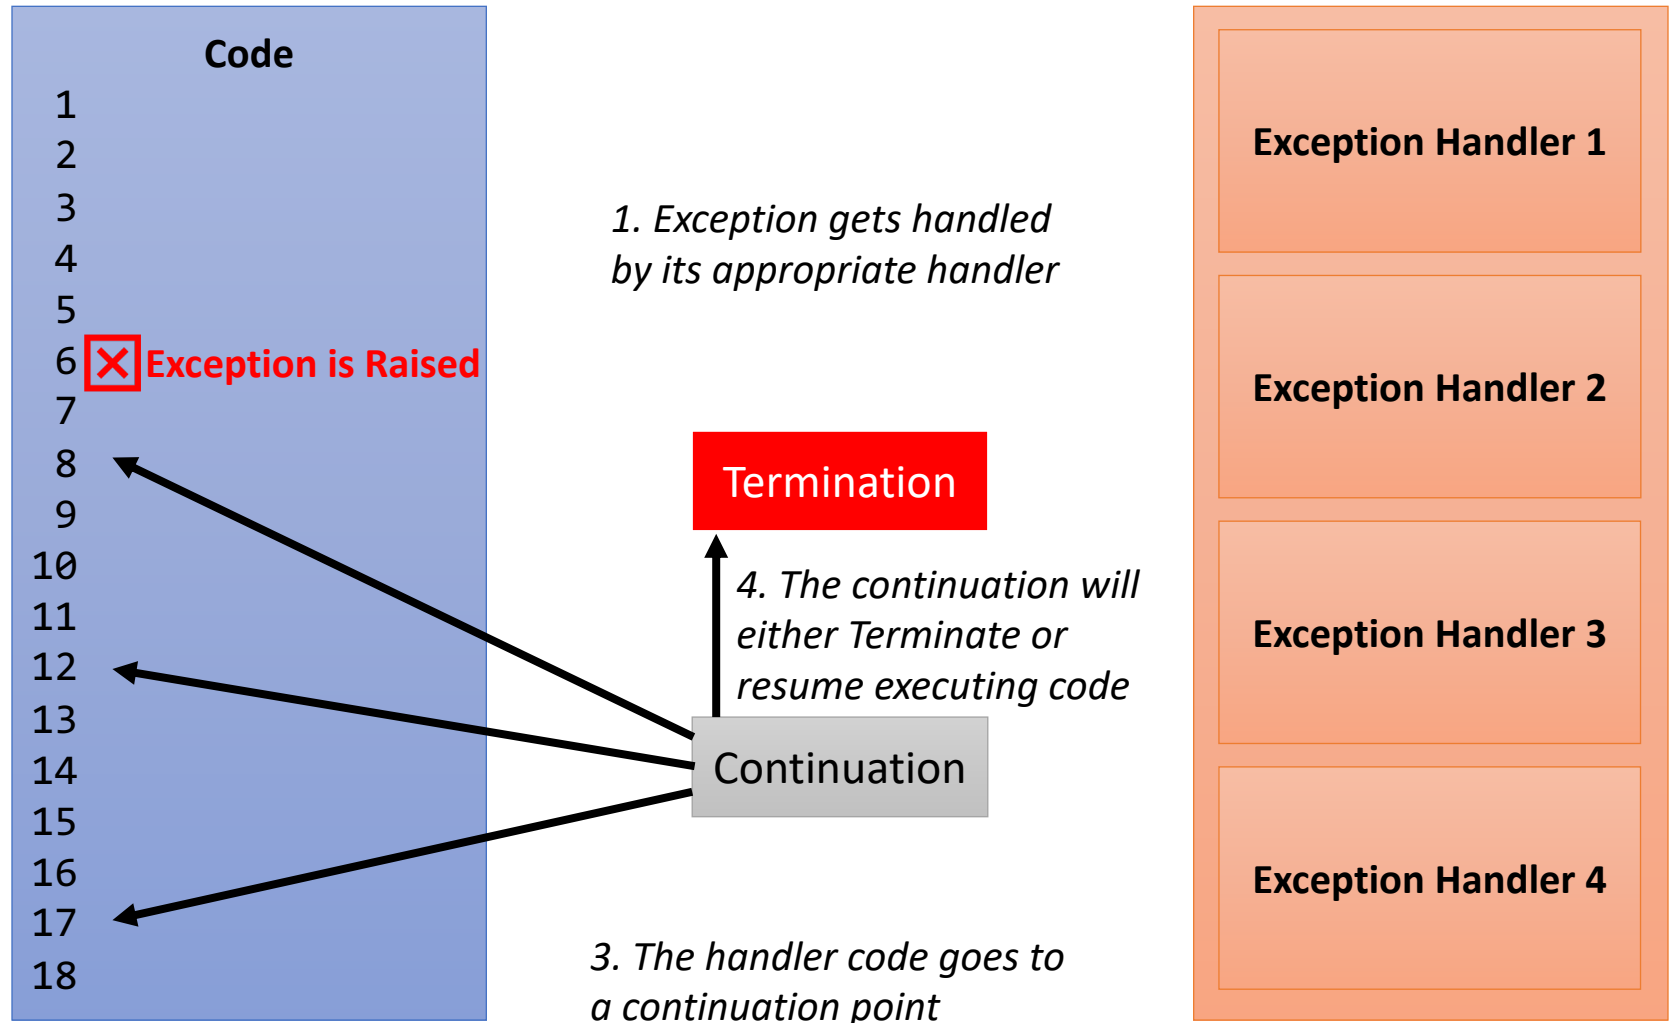 Code
1
2
3
4
5
6 Exception is Raised
7
8
9
10
11
12
13
14
15
16
17
18
1. Exception gets handled
by its appropriate handler
Termination
4. The continuation will
either Terminate or
resume executing code
Continuation
3. The handler code goes to
a continuation point
Exception Handler 1
Exception Handler 2
Exception Handler 3
Exception Handler 4